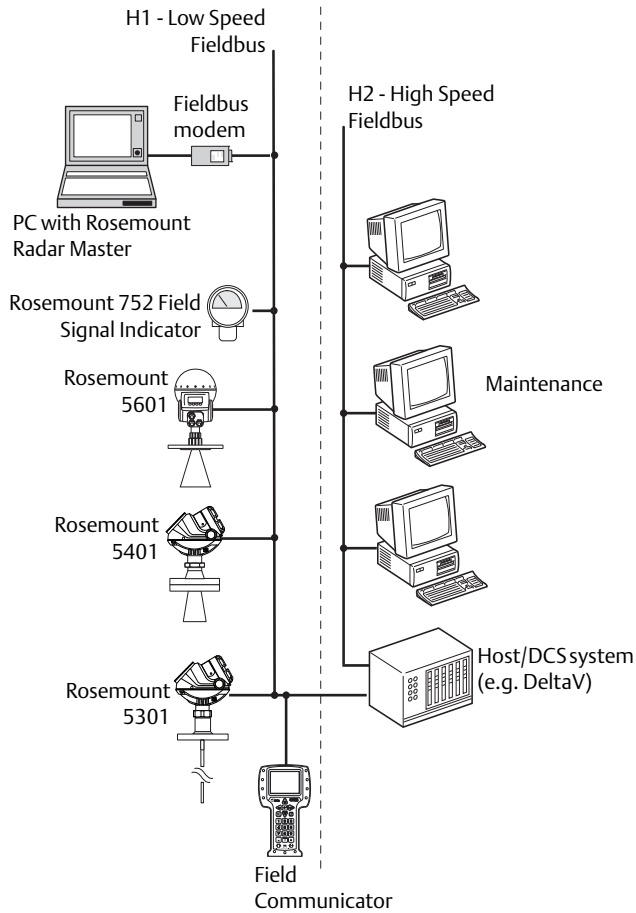 H1 - Low Speed
Fieldbus
H2 - High Speed
Fieldbus
Fieldbus
modem
PC with Rosemount
Radar Master
Rosemount 752 Field
Signal Indicator
Rosemount
5601
Maintenance
Rosemount
5401
Host/DCS system
(e.g. DeltaV)
Rosemount
5301
Field
Communicator